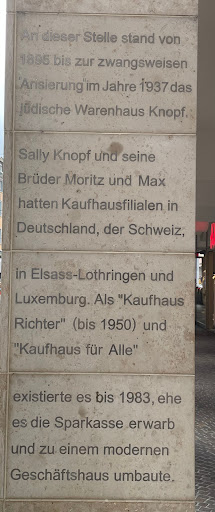 An dieser Stelle stand von
1895 bis zur zwangsweisen
Arisierung im Jahre 1937 das
jüdische Warenhaus Knopf.
Sally Knopf und seine
Brüder Moritz und Max
hatten Kaufhausfilialen in
Deutschland, der Schweiz,
in Elsass-Lothringen und
Luxemburg. Als "Kaufhaus
Richter" (bis 1950) und
"Kaufhaus für Alle"
existierte es bis 1983, ehe
es die Sparkasse erwarb
und zu einem modernen
Geschäftshaus umbaute.